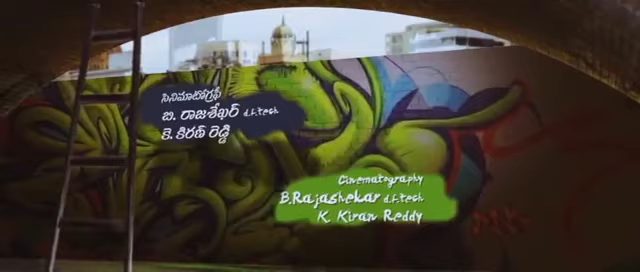 సినిమాటోగ్రఫీ
బి. రాజశేఖర్ d.f.tech
కె. కిరణ్ రెడ్డి
Cinematography
B.Rajashekar d.f.tech
K. Kiran Reddy